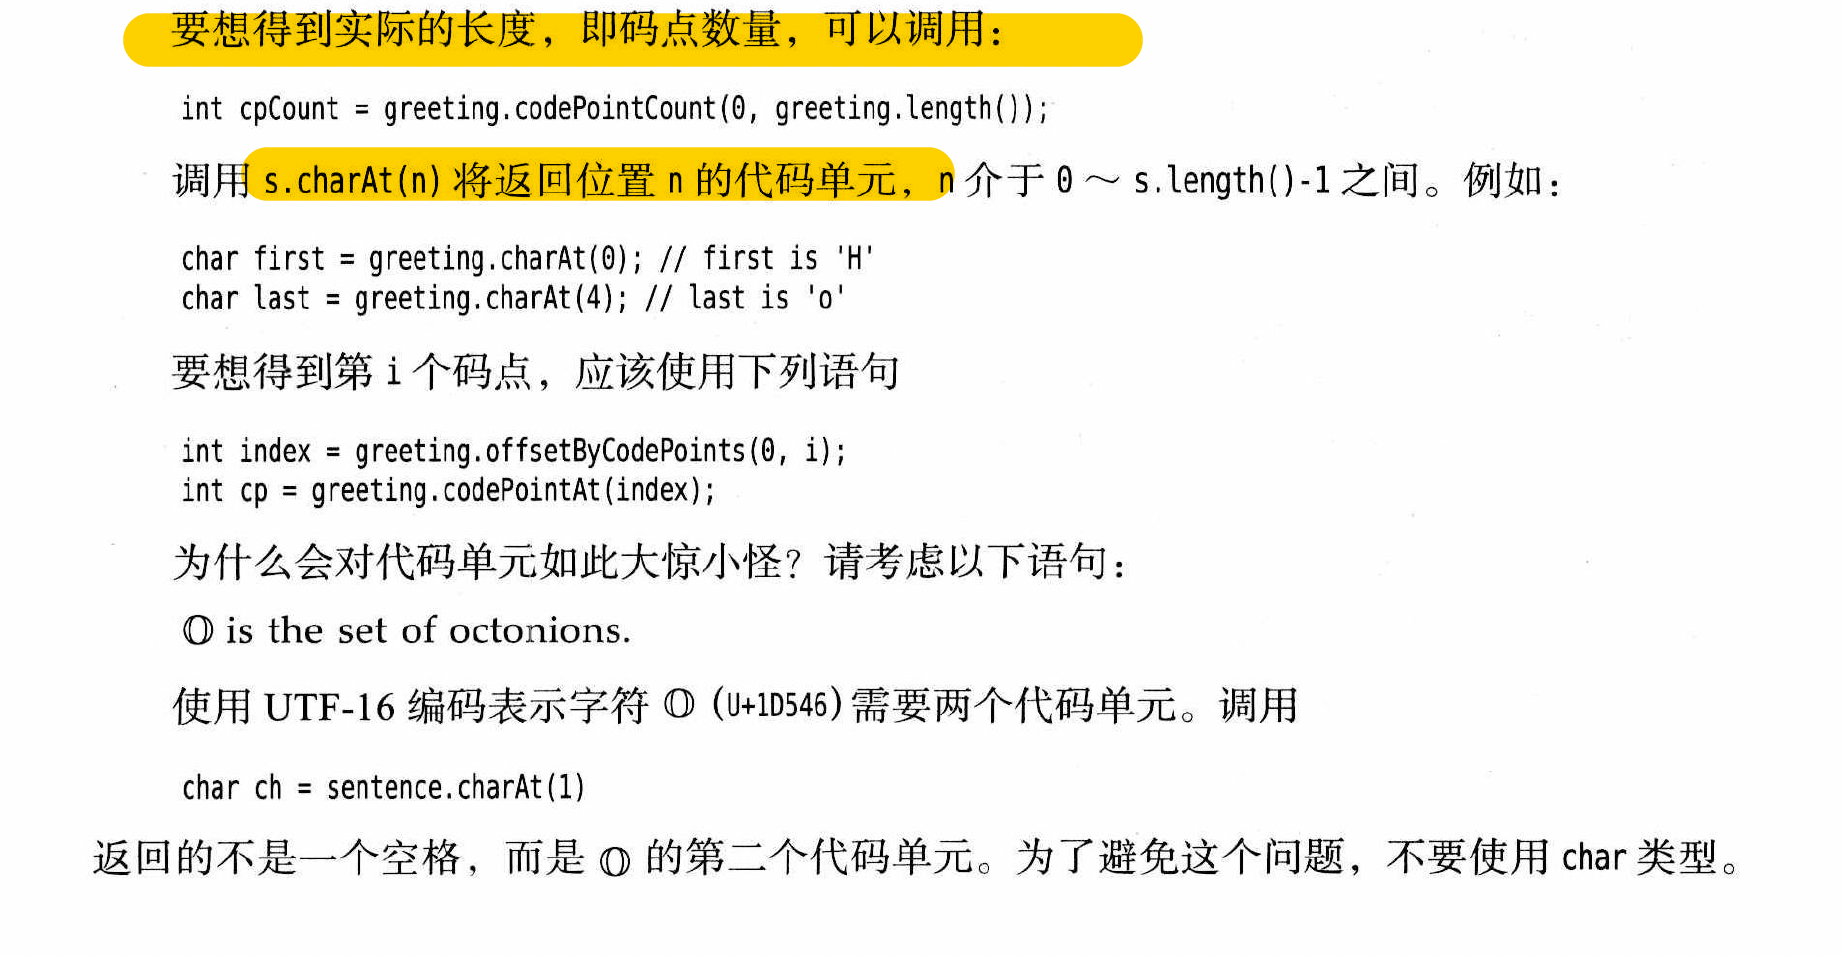 要想得到实际的长度，即码点数量，可以调用：
int cpCount = greeting.codePointCount(0, greeting.length());
调用 s.charAt(n) 将返回位置 n 的代码单元，n 介于 0 ～ s.length()-1 之间。例如：
char first = greeting.charAt(0); // first is 'H'
char last = greeting.charAt(4); // last is 'o'
要想得到第 i 个码点，应该使用下列语句
int index = greeting.offsetByCodePoints(0, i);
int cp = greeting.codePointAt(index);
为什么会对代码单元如此大惊小怪？请考虑以下语句：
𝕆 is the set of octonions.
使用 UTF-16 编码表示字符 𝕆 (U+1D546) 需要两个代码单元。调用
char ch = sentence.charAt(1)
返回的不是一个空格，而是 𝕆 的第二个代码单元。为了避免这个问题，不要使用 char 类型。